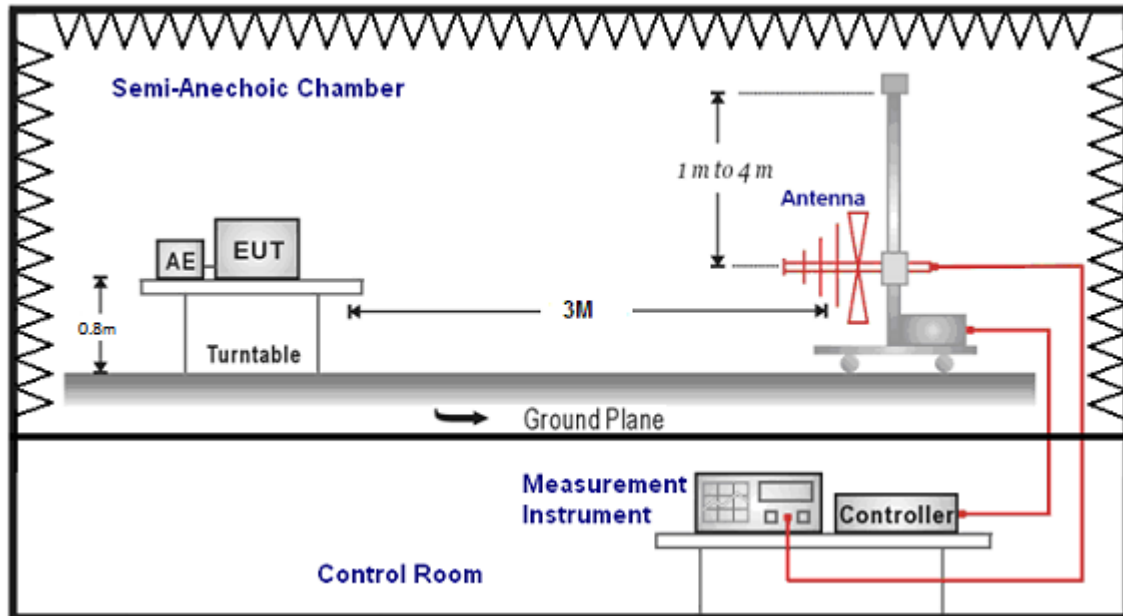 Semi-Anechoic Chamber
1 m to 4 m
Antenna
AE
EUT
3M
0.8m
Turntable
Ground Plane
Measurement
Instrument
Controller
Control Room